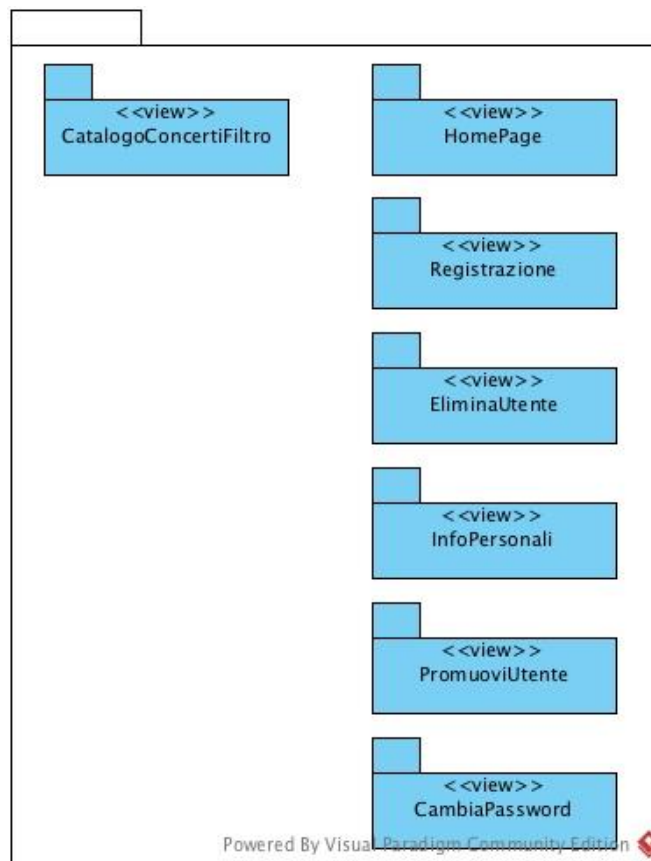 <<view>>
CatalogoConcertiFiltro
<<view>>
HomePage
<<view>>
Registrazione
<<view>>
EliminaUtente
<<view>>
InfoPersonali
<<view>>
PromuoviUtente
<<view>>
CambiaPassword
Powered By Visual Paradigm Community Edition